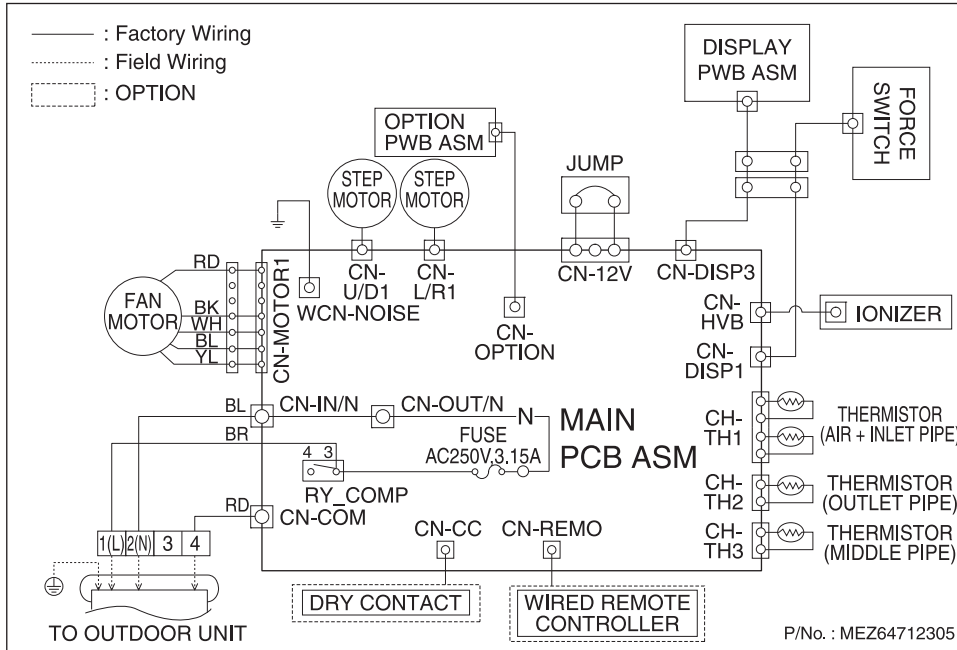 : Factory Wiring
: Field Wiring
: OPTION
DISPLAY
PWB ASM
FORCE
SWITCH
OPTION
PWB ASM
JUMP
STEP
MOTOR
STEP
MOTOR
CN-
U/D1
CN-
L/R1
CN-12V
CN-DISP3
WCN-NOISE
CN-
OPTION
RD
BK
WH
BL
YL
FAN
MOTOR
CN-MOTOR1
CN-
HVB
IONIZER
CN-
DISP1
BL
CN-IN/N
CN-OUT/N
N
MAIN
PCB ASM
BR
FUSE
AC250V,3.15A
4 3
RY_COMP
RD
CN-COM
CH-
TH1
THERMISTOR
(AIR + INLET PIPE)
CH-
TH2
THERMISTOR
(OUTLET PIPE)
CH-
TH3
THERMISTOR
(MIDDLE PIPE)
1(L) 2(N) 3 4
CN-CC
CN-REMO
DRY CONTACT
WIRED REMOTE
CONTROLLER
TO OUTDOOR UNIT
P/No. : MEZ64712305